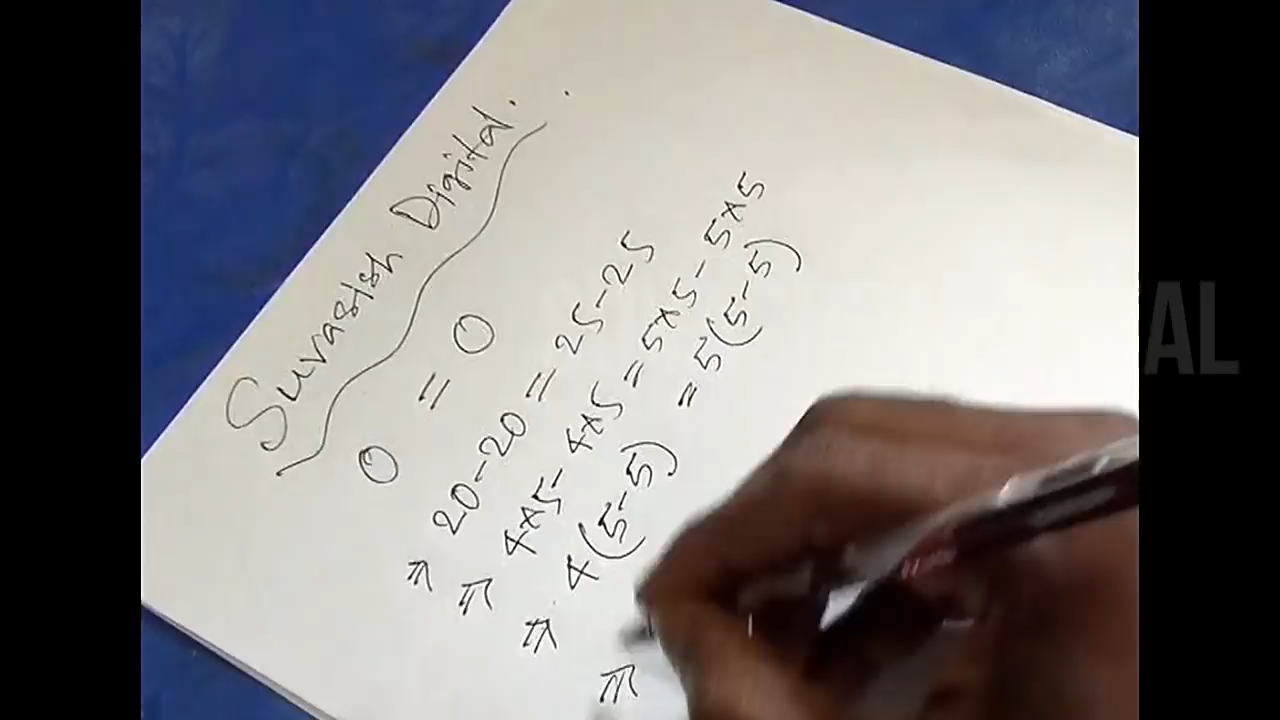 Suvasish Digital.
0 = 0
⇒ 20-20 = 25-25
⇒ 4×5-4×5 = 5×5-5×5
⇒ 4(5-5) = 5(5-5)
⇒
AL